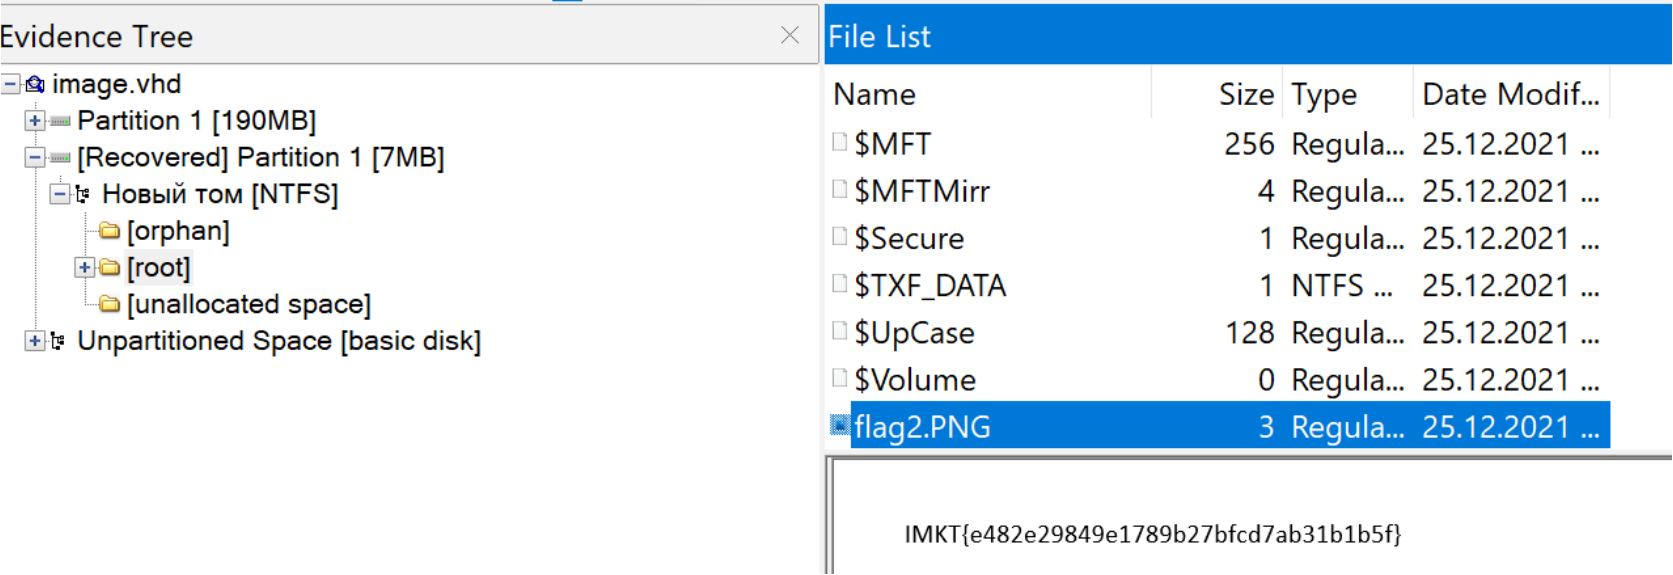 Evidence Tree
image.vhd
Partition 1 [190MB]
[Recovered] Partition 1 [7MB]
Новый том [NTFS]
[orphan]
[root]
[unallocated space]
Unpartitioned Space [basic disk]
File List
Name Size Type Date Modif...
$MFT 256 Regula... 25.12.2021 ...
$MFTMirr 4 Regula... 25.12.2021 ...
$Secure 1 Regula... 25.12.2021 ...
$TXF_DATA 1 NTFS ... 25.12.2021 ...
$UpCase 128 Regula... 25.12.2021 ...
$Volume 0 Regula... 25.12.2021 ...
flag2.PNG 3 Regula... 25.12.2021 ...
IMKT{e482e29849e1789b27bfcd7ab31b1b5f}